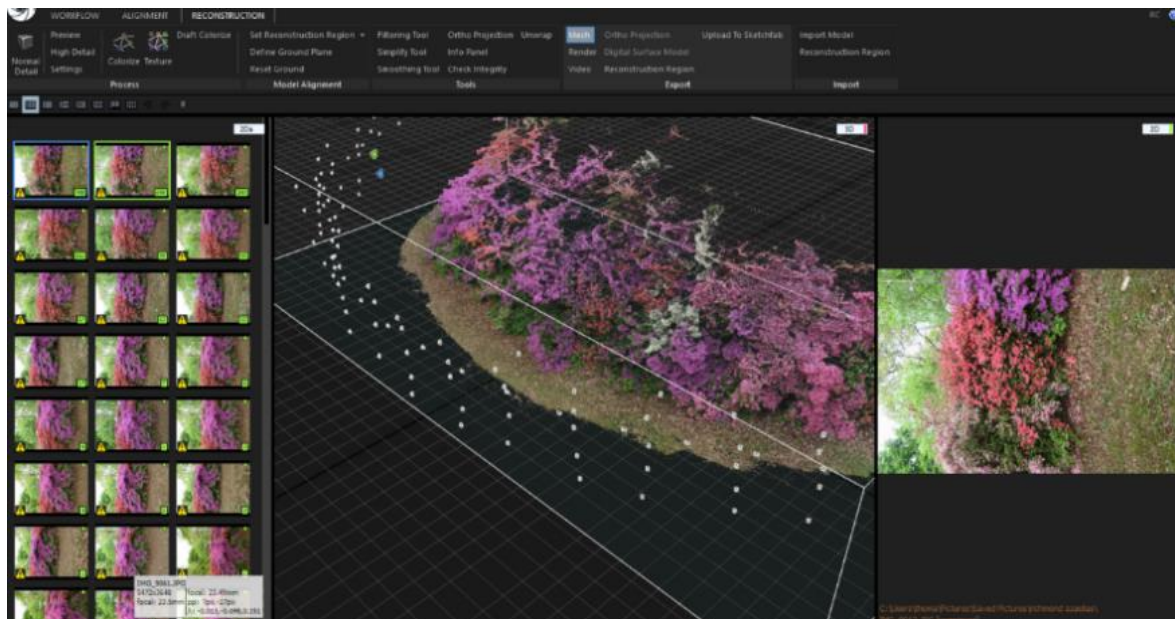 WORKFLOW ALIGNMENT RECONSTRUCTION
RC
Normal Detail
Preview
High Detail
Settings
Colorize Texture
Draft Colorize
Process
Set Reconstruction Region
Define Ground Plane
Reset Ground
Model Alignment
Filtering Tool Ortho Projection Unwrap
Simplify Tool Info Panel
Smoothing Tool Check Integrity
Tools
Mesh Ortho Projection Upload To Sketchfab
Render Digital Surface Model
Video Reconstruction Region
Export
Import Model
Reconstruction Region
Import
3D
2D
5472x3648